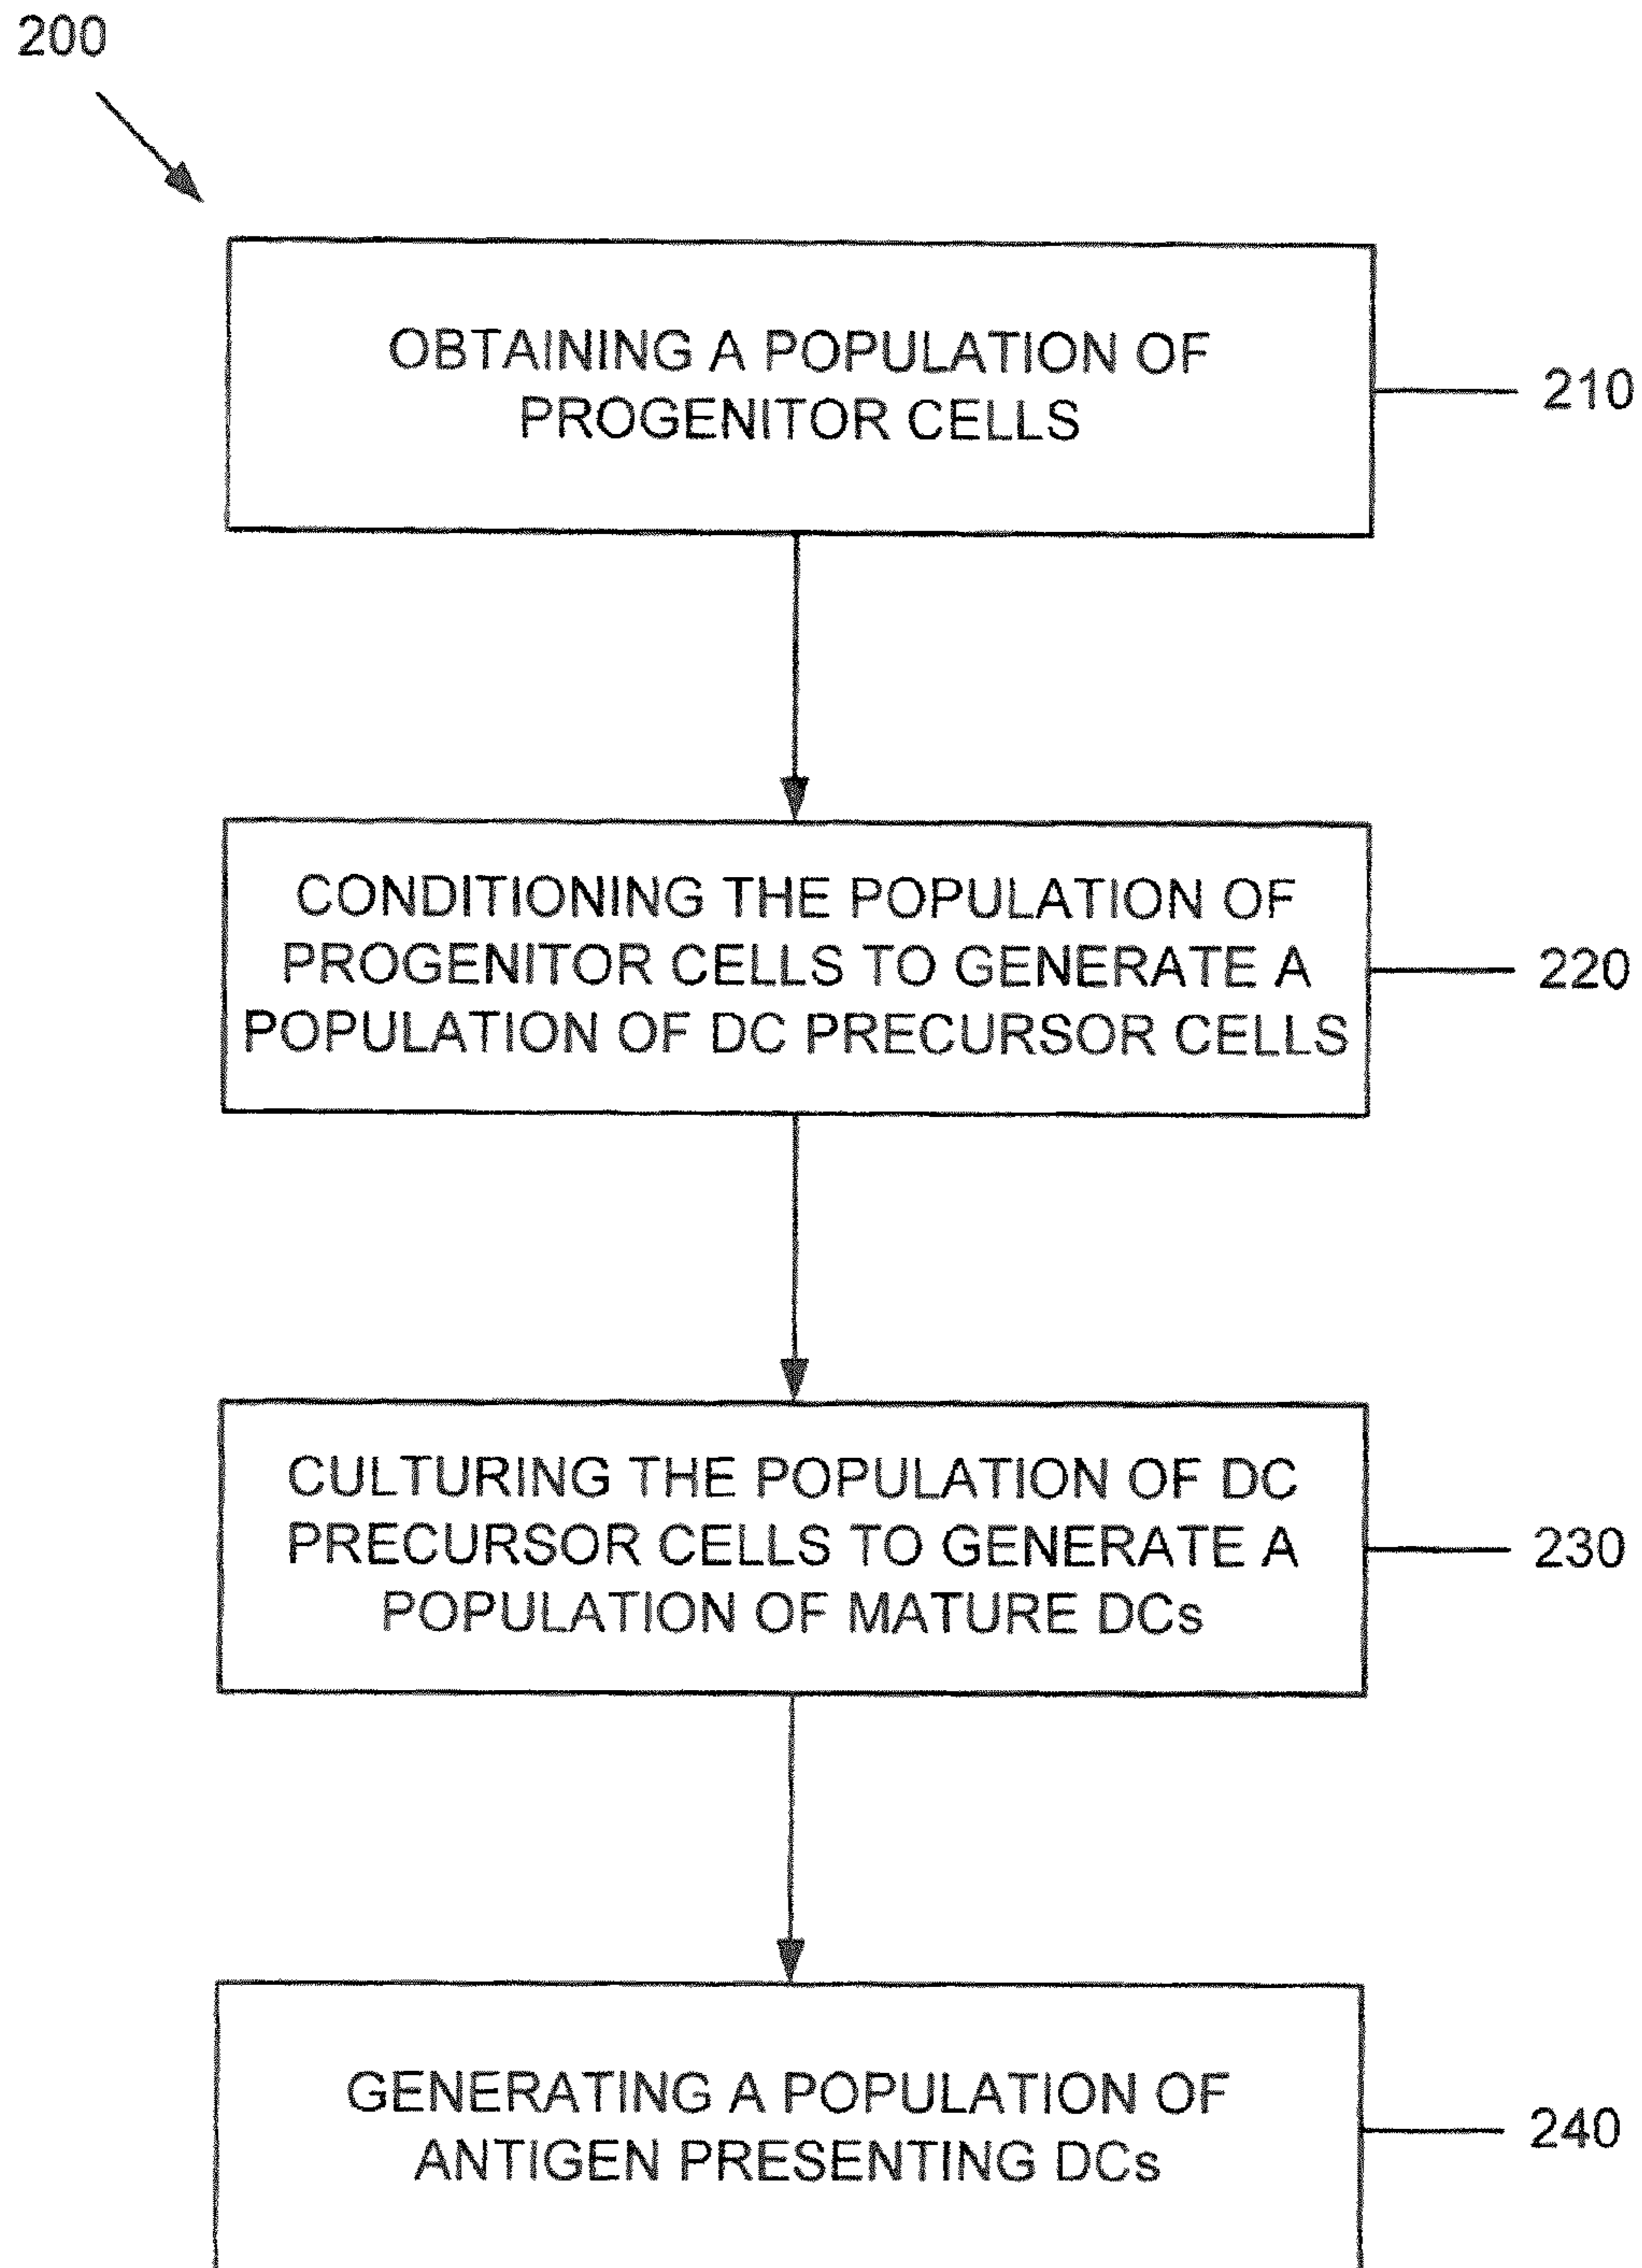 200
OBTAINING A POPULATION OF
PROGENITOR CELLS
210
CONDITIONING THE POPULATION OF
PROGENITOR CELLS TO GENERATE A
POPULATION OF DC PRECURSOR CELLS
220
CULTURING THE POPULATION OF DC
PRECURSOR CELLS TO GENERATE A
POPULATION OF MATURE DCs
230
GENERATING A POPULATION OF
ANTIGEN PRESENTING DCs
240